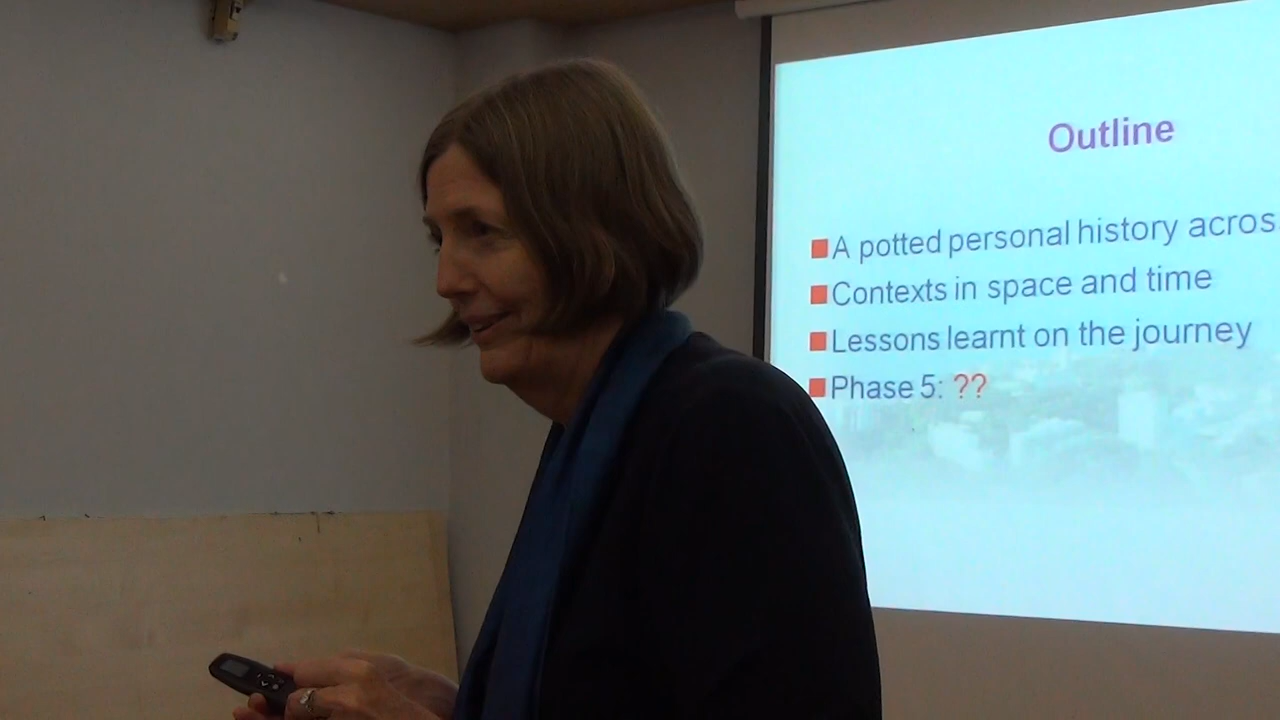 Outline
A potted personal history acros
Contexts in space and time
Lessons learnt on the journey
Phase 5: ??